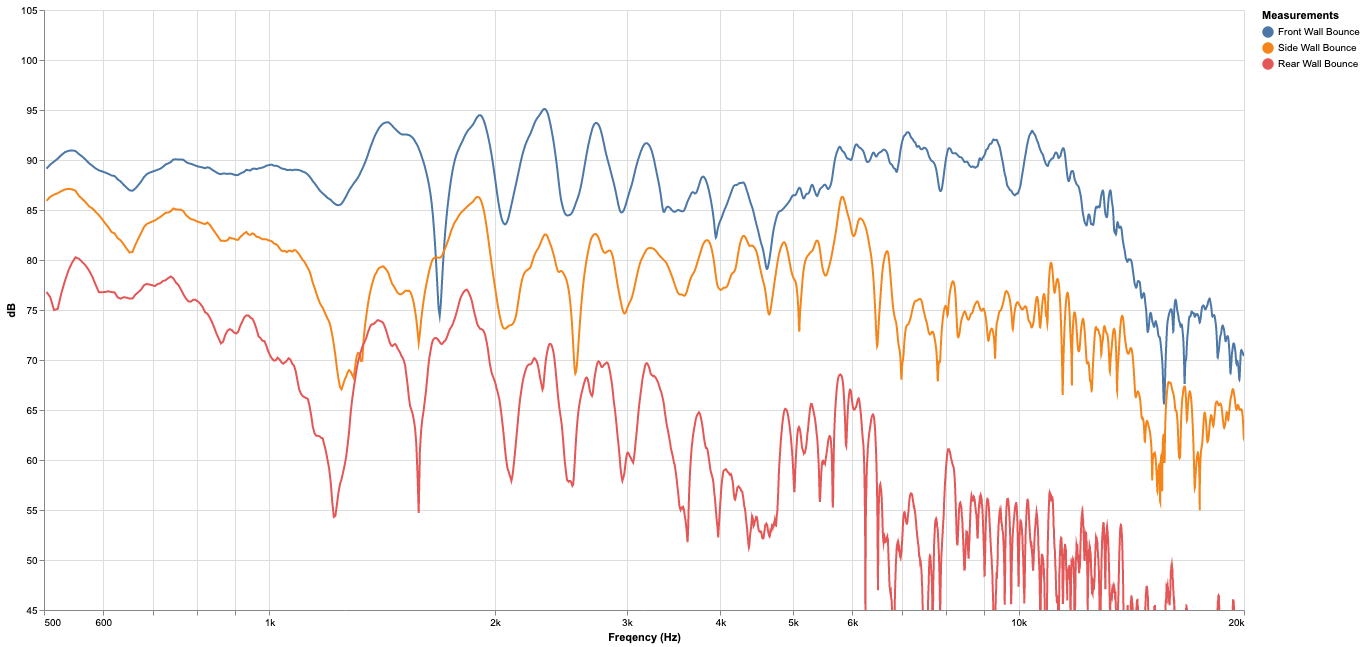 105
100
95
90
85
80
75
70
65
60
55
50
45
dB
500 600 1k 2k 3k 4k 5k 6k 10k 20k
Freqency (Hz)
Measurements
Front Wall Bounce
Side Wall Bounce
Rear Wall Bounce